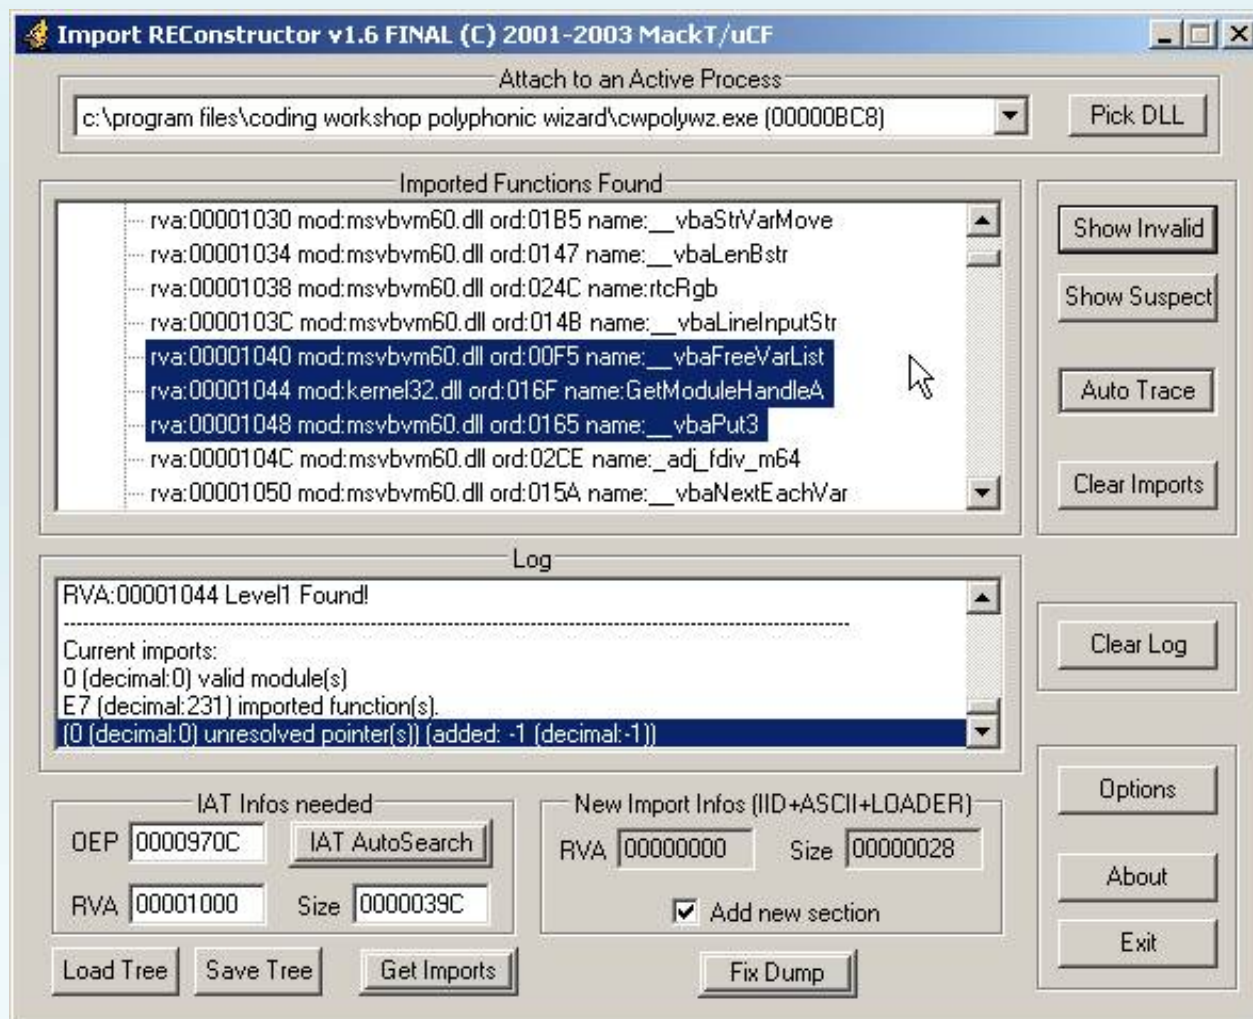 Import REConstructor v1.6 FINAL (C) 2001-2003 MackT/uCF
Attach to an Active Process
c:\program files\coding workshop polyphonic wizard\cwpolywz.exe (00000BC8)
Pick DLL
Imported Functions Found
rva:00001030 mod:msvbvm60.dll ord:01B5 name:__vbaStrVarMove
rva:00001034 mod:msvbvm60.dll ord:0147 name:__vbaLenBstr
rva:00001038 mod:msvbvm60.dll ord:024C name:rtcRgb
rva:0000103C mod:msvbvm60.dll ord:014B name:__vbaLineInputStr
rva:00001040 mod:msvbvm60.dll ord:00F5 name:__vbaFreeVarList
rva:00001044 mod:kernel32.dll ord:016F name:GetModuleHandleA
rva:00001048 mod:msvbvm60.dll ord:0165 name:__vbaPut3
rva:0000104C mod:msvbvm60.dll ord:02CE name:_adj_fdiv_m64
rva:00001050 mod:msvbvm60.dll ord:015A name:__vbaNextEachVar
Show Invalid
Show Suspect
Auto Trace
Clear Imports
Log
RVA:00001044 Level1 Found!
---------------------------------------------------------------------------------------------------
Current imports:
0 (decimal:0) valid module(s)
E7 (decimal:231) imported function(s).
(0 (decimal:0) unresolved pointer(s)) (added: -1 (decimal:-1))
Clear Log
IAT Infos needed
OEP 0000970C IAT AutoSearch
RVA 00001000 Size 0000039C
New Import Infos (IID+ASCII+LOADER)
RVA 00000000 Size 00000028
Add new section
Options
About
Exit
Load Tree Save Tree Get Imports Fix Dump